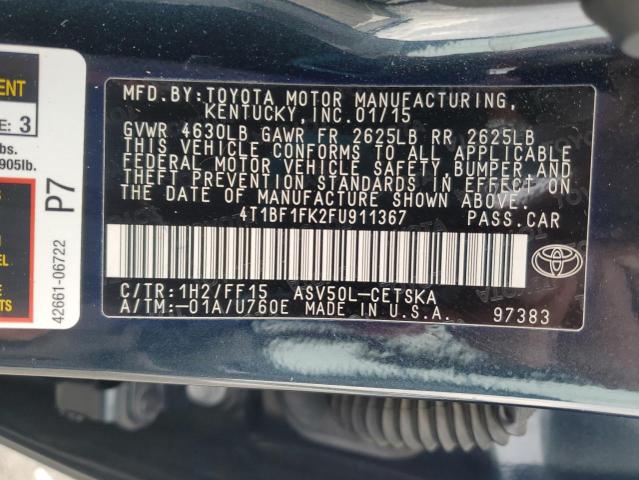 MFD.BY:TOYOTA MOTOR MANUFACTURING,
KENTUCKY,INC.01/15
GVWR 4630LB GAWR FR 2625LB RR 2625LB
THIS VEHICLE CONFORMS TO ALL APPLICABLE
FEDERAL MOTOR VEHICLE SAFETY,BUMPER,AND
THEFT PREVENTION STANDARDS IN EFFECT ON
THE DATE OF MANUFACTURE SHOWN ABOVE.
4T1BF1FK2FU911367 PASS.CAR
C/TR:1H2/FF15 ASV50L-CETSKA
A/TM:-01A/U760E MADE IN U.S.A. 97383
E: 3
bs.
905lb.
P7
42661-06722